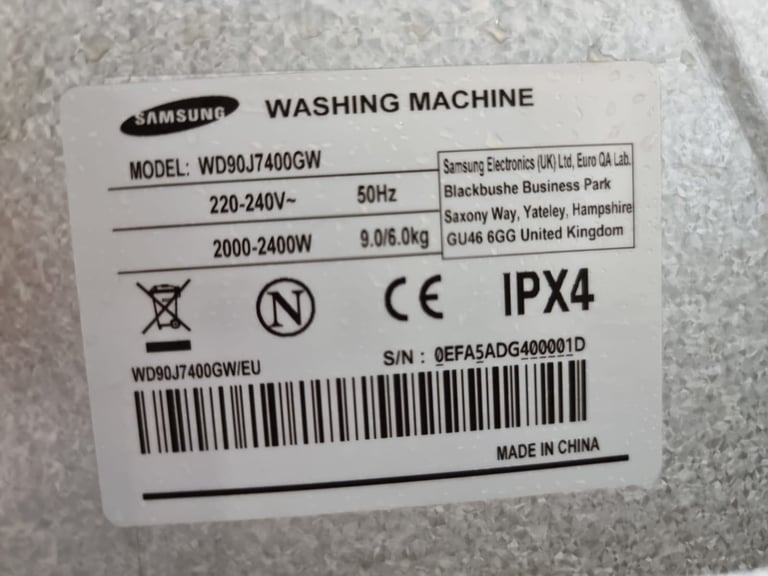 SAMSUNG WASHING MACHINE
MODEL: WD90J7400GW
220-240V~ 50Hz
2000-2400W 9.0/6.0kg
Samsung Electronics (UK) Ltd, Euro QA Lab.
Blackbushe Business Park
Saxony Way, Yateley, Hampshire
GU46 6GG United Kingdom
N CE IPX4
WD90J7400GW/EU
S/N : 0EFA5ADG400001D
MADE IN CHINA